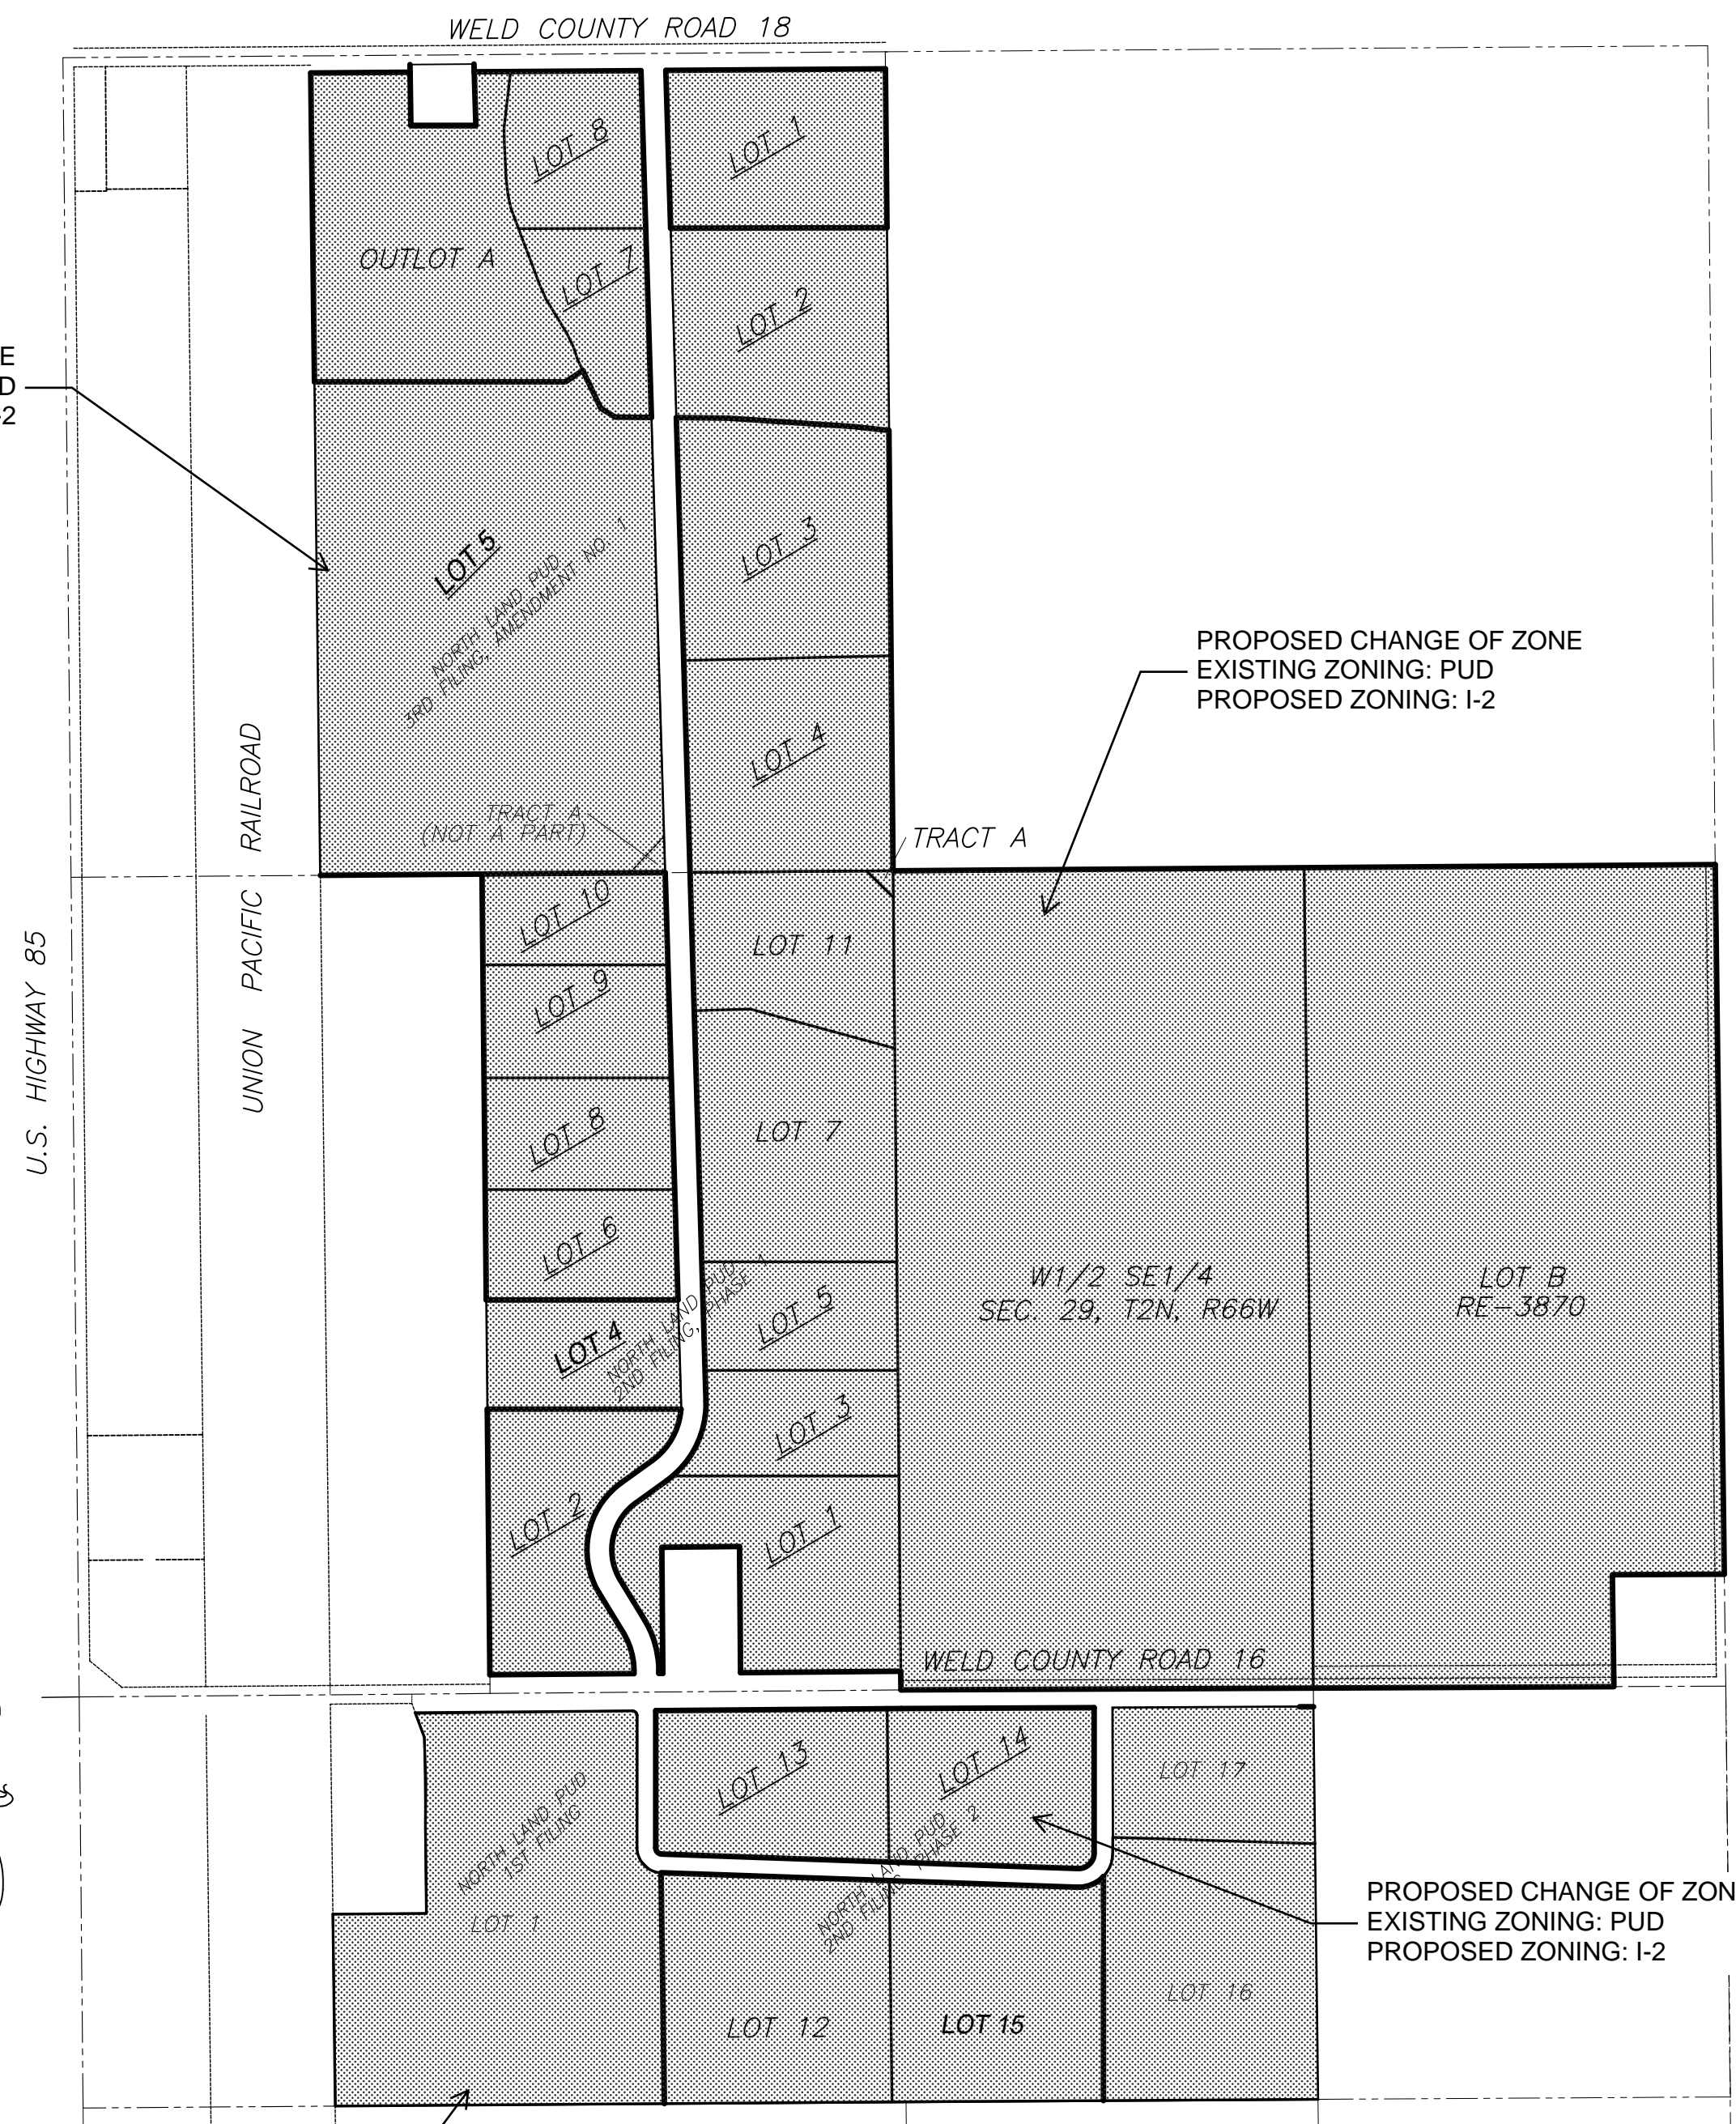 WELD COUNTY ROAD 18
LOT 8
LOT 1
OUTLOT A
LOT 7
LOT 2
E
D
-2
LOT 5
NORTH LAND PUD
3RD FILING, AMENDMENT NO. 1
LOT 3
PROPOSED CHANGE OF ZONE
EXISTING ZONING: PUD
PROPOSED ZONING: I-2
LOT 4
TRACT A
(NOT A PART)
TRACT A
UNION PACIFIC RAILROAD
U.S. HIGHWAY 85
LOT 10
LOT 11
LOT 9
LOT 8
LOT 7
LOT 6
LOT 5
W1/2 SE1/4
SEC. 29, T2N, R66W
LOT B
RE-3870
LOT 4
NORTH LAND PUD
2ND FILING, PHASE 1
LOT 3
LOT 2
LOT 1
WELD COUNTY ROAD 16
LOT 13
LOT 14
LOT 17
NORTH LAND PUD
1ST FILING
NORTH LAND PUD
2ND FILING, PHASE 2
PROPOSED CHANGE OF ZON
EXISTING ZONING: PUD
PROPOSED ZONING: I-2
LOT 1
LOT 16
LOT 12
LOT 15